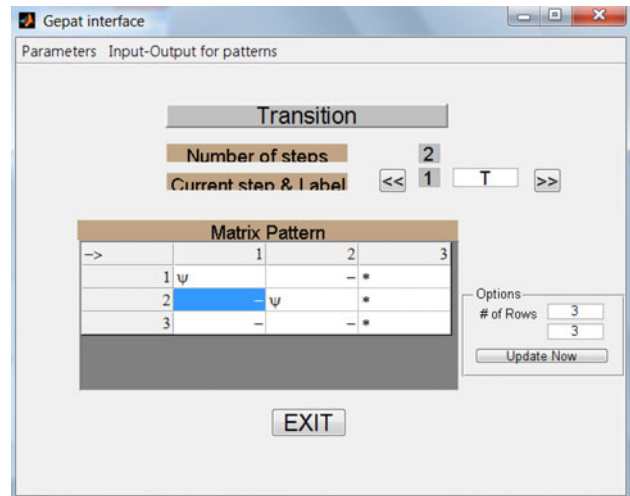 Gepat interface
Parameters Input-Output for patterns
Transition
Number of steps 2
Current step & Label << 1 T >>
Matrix Pattern
-> 1 2 3
1 ψ – *
2 – ψ *
3 – – *
Options
# of Rows 3
3
Update Now
EXIT